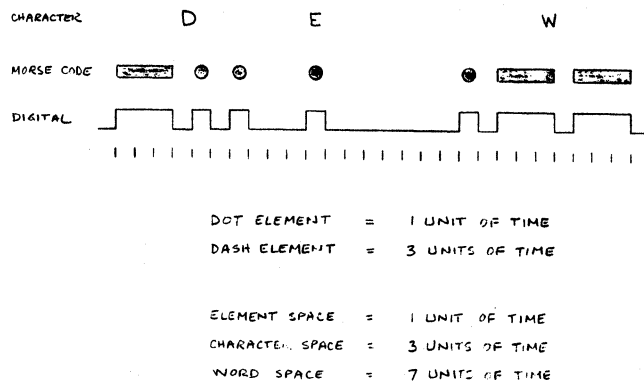 CHARACTER D E W
MORSE CODE
DIGITAL
DOT ELEMENT = 1 UNIT OF TIME
DASH ELEMENT = 3 UNITS OF TIME
ELEMENT SPACE = 1 UNIT OF TIME
CHARACTER SPACE = 3 UNITS OF TIME
WORD SPACE = 7 UNITS OF TIME